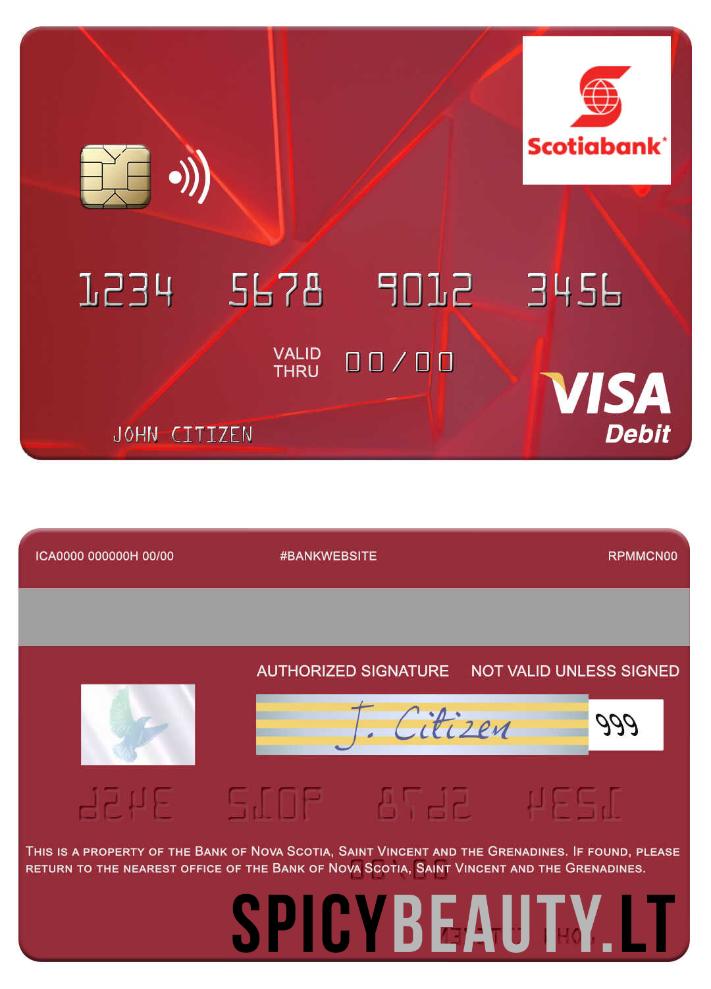 Scotiabank*
1234 5678 9012 3456
VALID
THRU 00/00
VISA
Debit
JOHN CITIZEN
ICA0000 000000H 00/00 #BANKWEBSITE RPMMCN00
AUTHORIZED SIGNATURE NOT VALID UNLESS SIGNED
J. Citizen 999
THIS IS A PROPERTY OF THE BANK OF NOVA SCOTIA, SAINT VINCENT AND THE GRENADINES. IF FOUND, PLEASE
RETURN TO THE NEAREST OFFICE OF THE BANK OF NOVA SCOTIA, SAINT VINCENT AND THE GRENADINES.
SPICYBEAUTY.LT